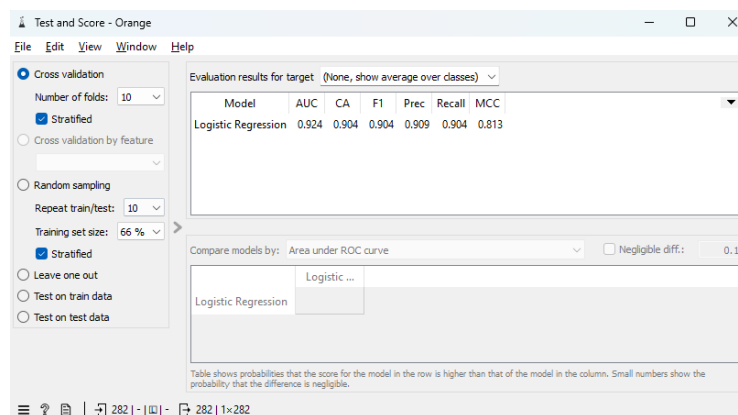 Test and Score - Orange
File Edit View Window Help
Cross validation
Number of folds: 10
Stratified
Cross validation by feature
Random sampling
Repeat train/test: 10
Training set size: 66 %
Stratified
Leave one out
Test on train data
Test on test data
Evaluation results for target (None, show average over classes)
Model AUC CA F1 Prec Recall MCC
Logistic Regression 0.924 0.904 0.904 0.909 0.904 0.813
Compare models by: Area under ROC curve Negligible diff.: 0.1
Logistic ...
Logistic Regression
Table shows probabilities that the score for the model in the row is higher than that of the model in the column. Small numbers show the
probability that the difference is negligible.
282 | - | - 282 | 1×282